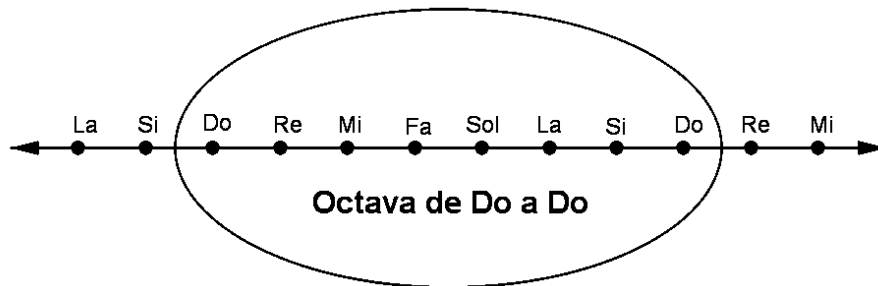 La Si Do Re Mi Fa Sol La Si Do Re Mi
Octava de Do a Do